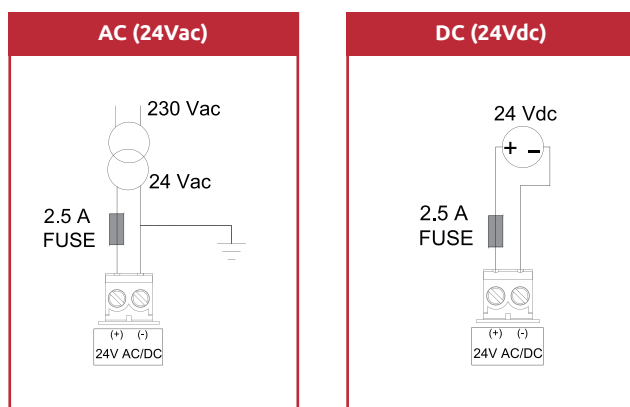 AC (24Vac)
230 Vac
24 Vac
2.5 A
FUSE
(+) (-)
24V AC/DC
DC (24Vdc)
24 Vdc
+ -
2.5 A
FUSE
(+) (-)
24V AC/DC